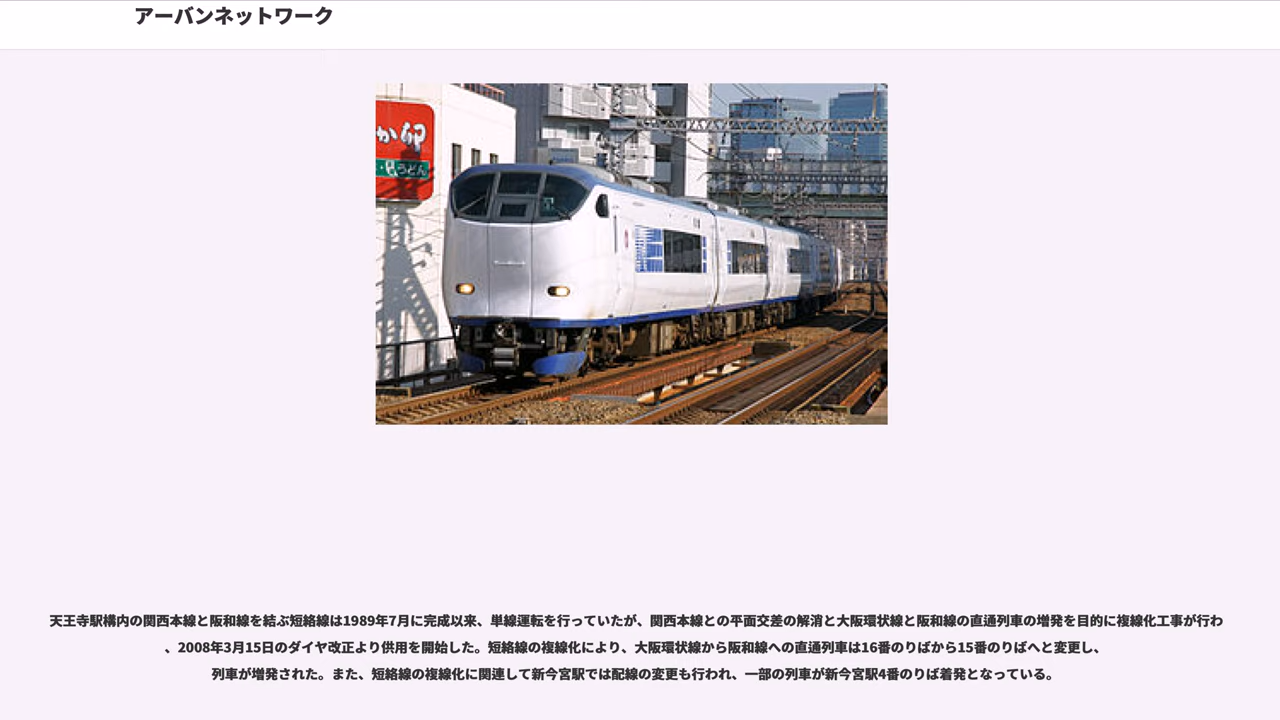 アーバンネットワーク
か卯
・うどん
天王寺駅構内の関西本線と阪和線を結ぶ短絡線は1989年7月に完成以来、単線運転を行っていたが、関西本線との平面交差の解消と大阪環状線と阪和線の直通列車の増発を目的に複線化工事が行わ
、2008年3月15日のダイヤ改正より供用を開始した。短絡線の複線化により、大阪環状線から阪和線への直通列車は16番のりばから15番のりばへと変更し、
列車が増発された。また、短絡線の複線化に関連して新今宮駅では配線の変更も行われ、一部の列車が新今宮駅4番のりば着発となっている。